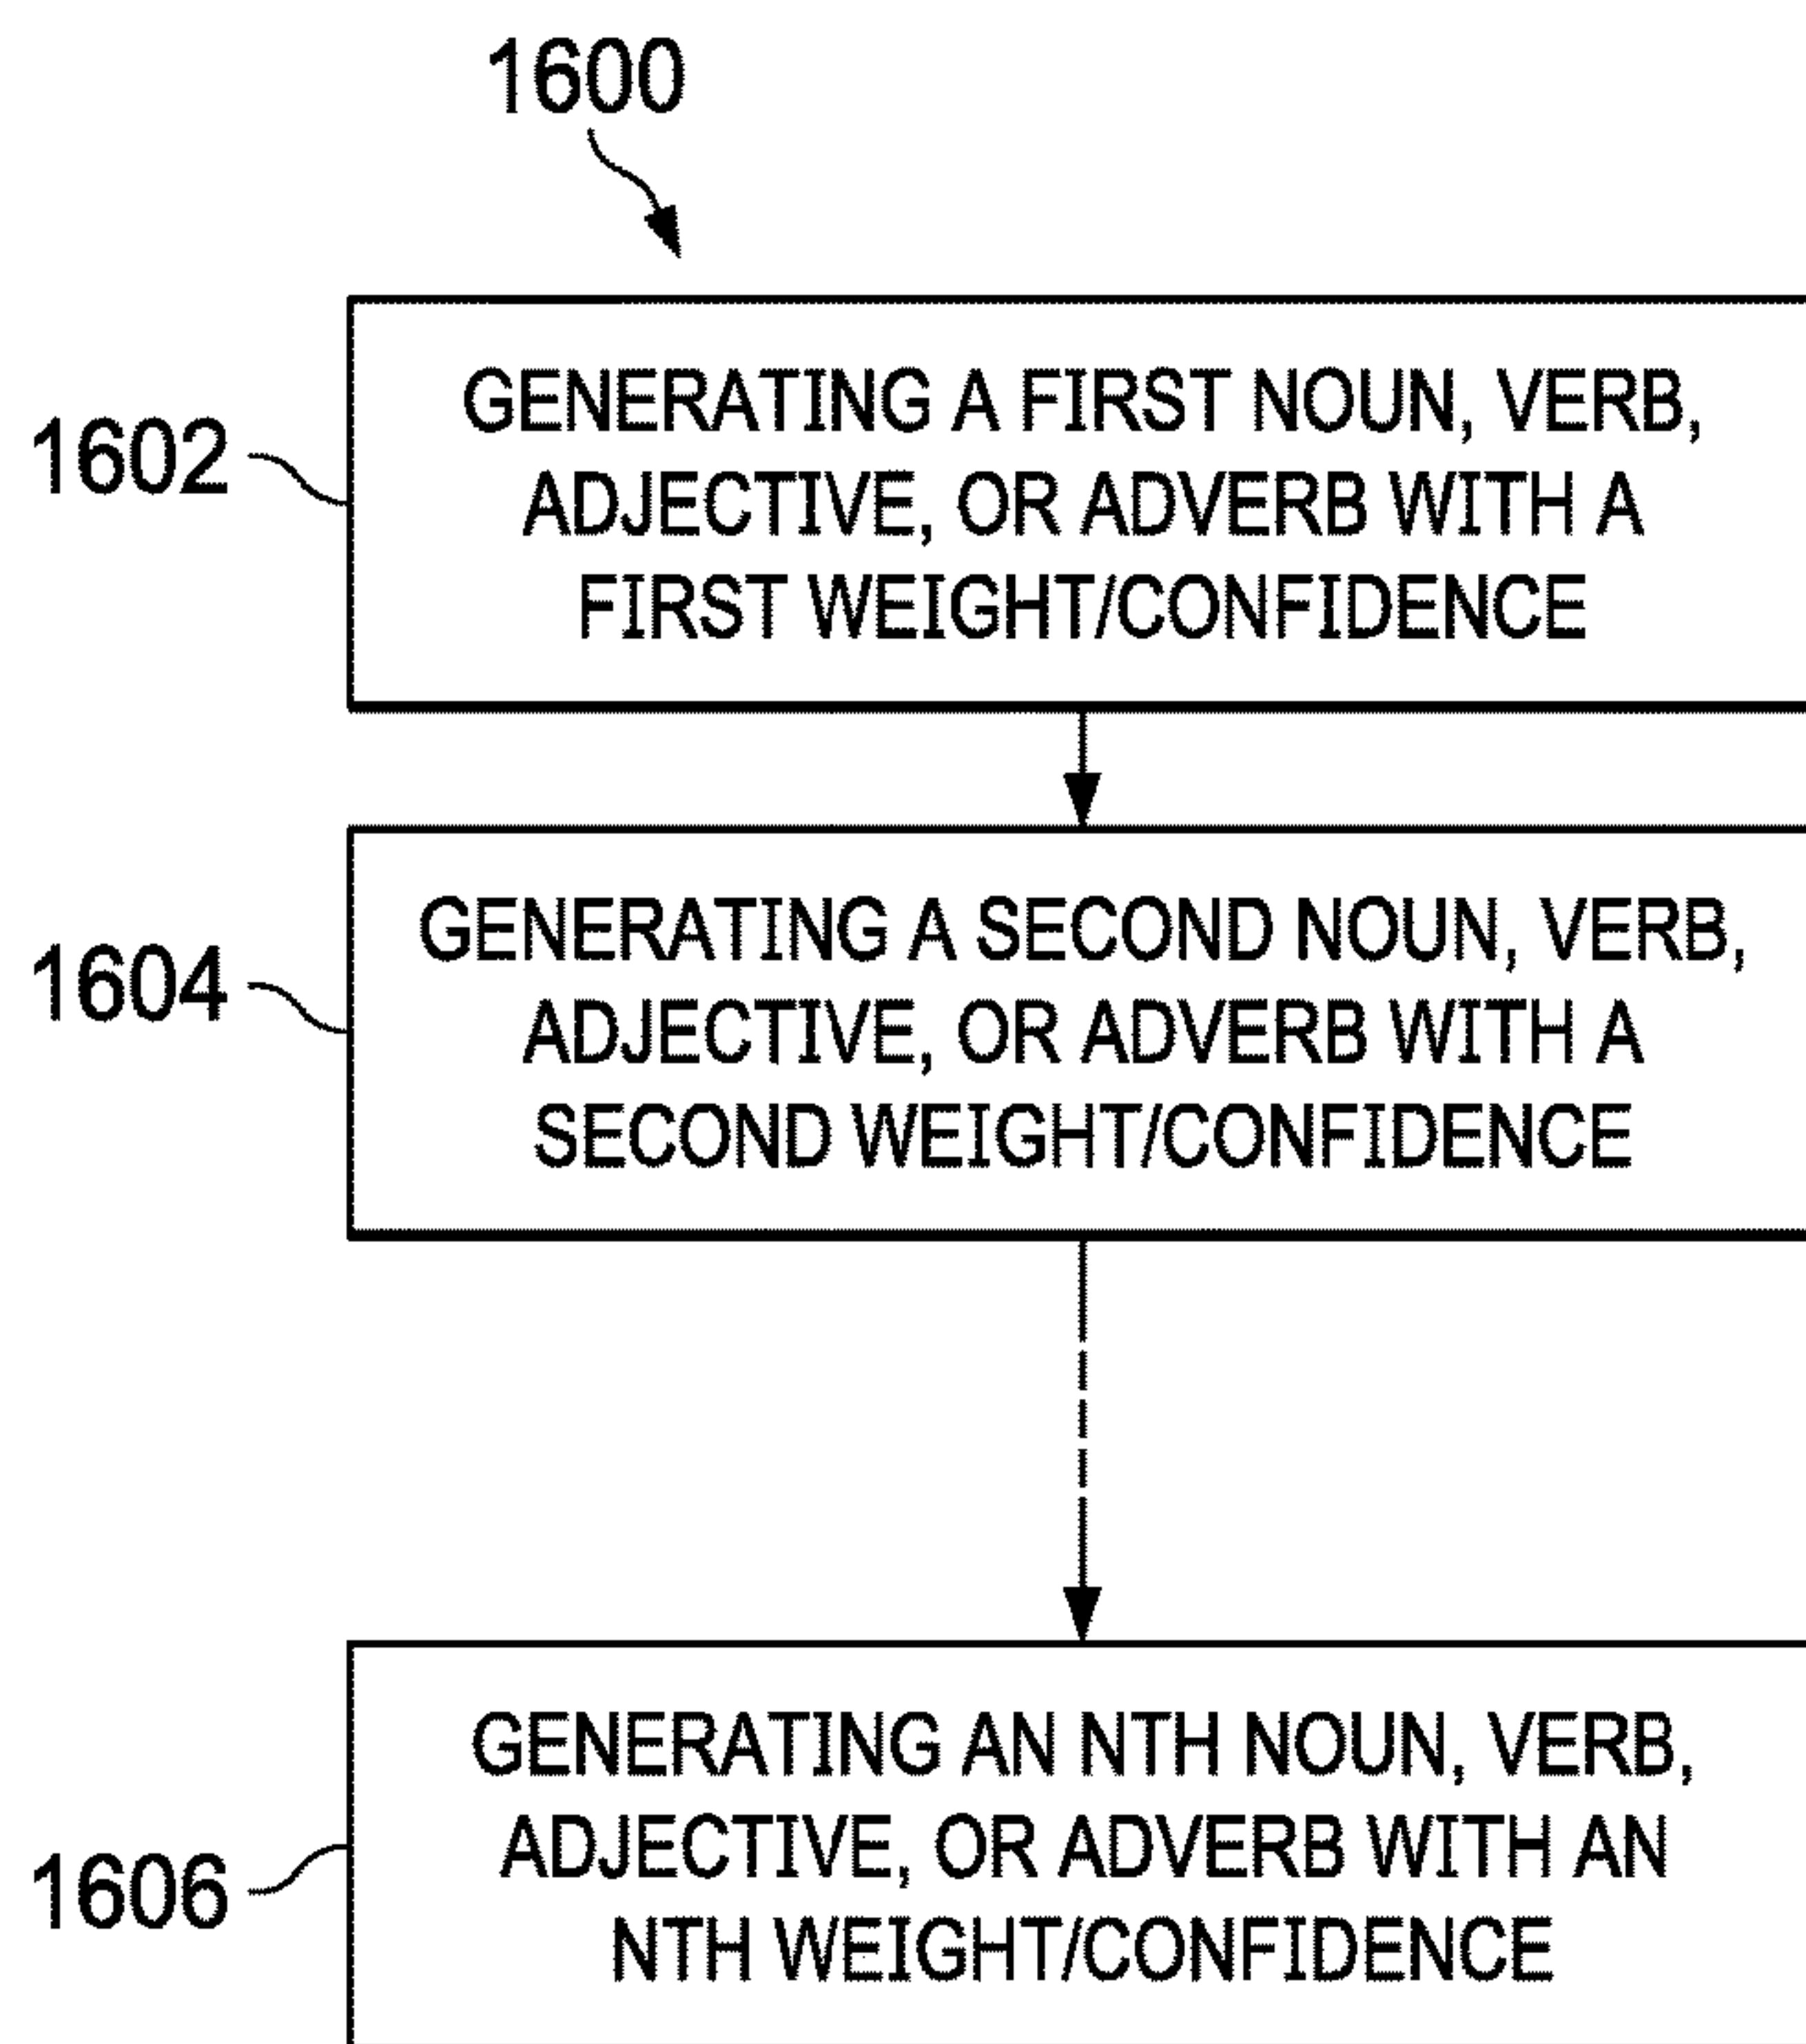 1600
1602
GENERATING A FIRST NOUN, VERB,
ADJECTIVE, OR ADVERB WITH A
FIRST WEIGHT/CONFIDENCE
1604
GENERATING A SECOND NOUN, VERB,
ADJECTIVE, OR ADVERB WITH A
SECOND WEIGHT/CONFIDENCE
1606
GENERATING AN NTH NOUN, VERB,
ADJECTIVE, OR ADVERB WITH AN
NTH WEIGHT/CONFIDENCE